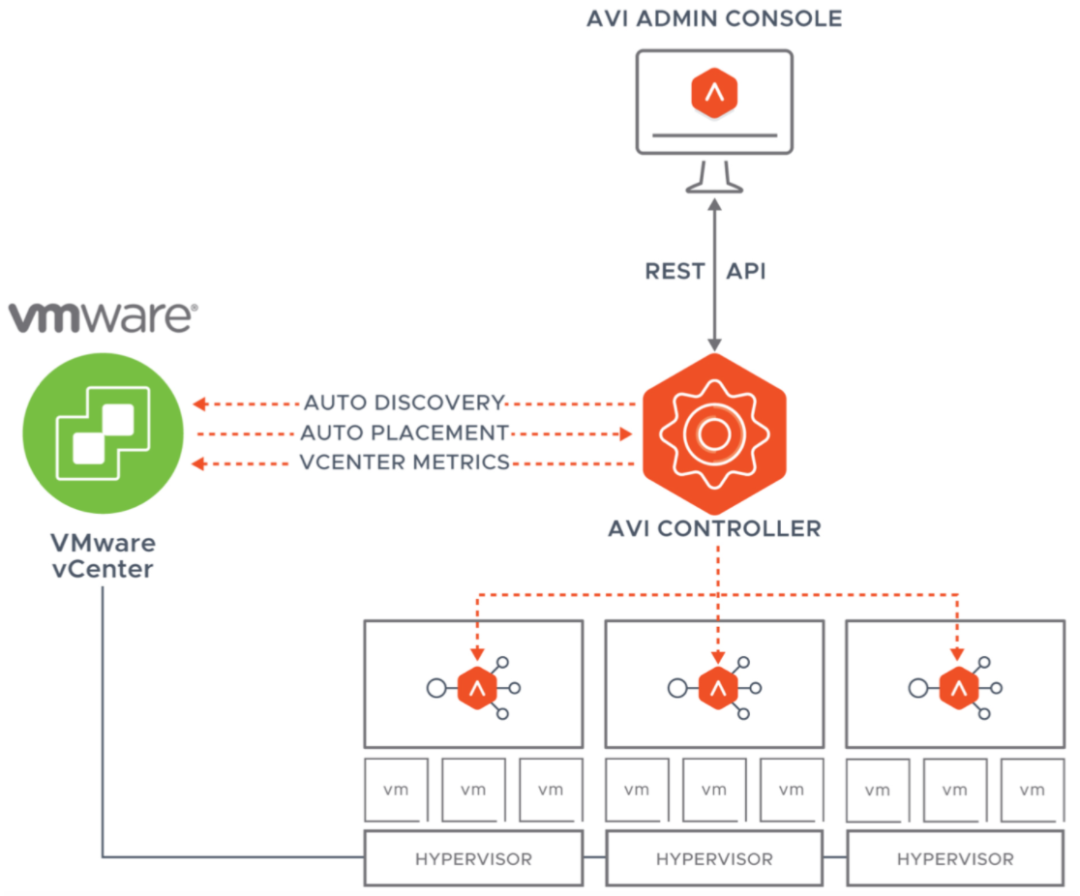 AVI ADMIN CONSOLE
REST API
vmware®
AUTO DISCOVERY
AUTO PLACEMENT
VCENTER METRICS
VMware
vCenter
AVI CONTROLLER
vm vm vm vm vm vm vm vm vm
HYPERVISOR HYPERVISOR HYPERVISOR